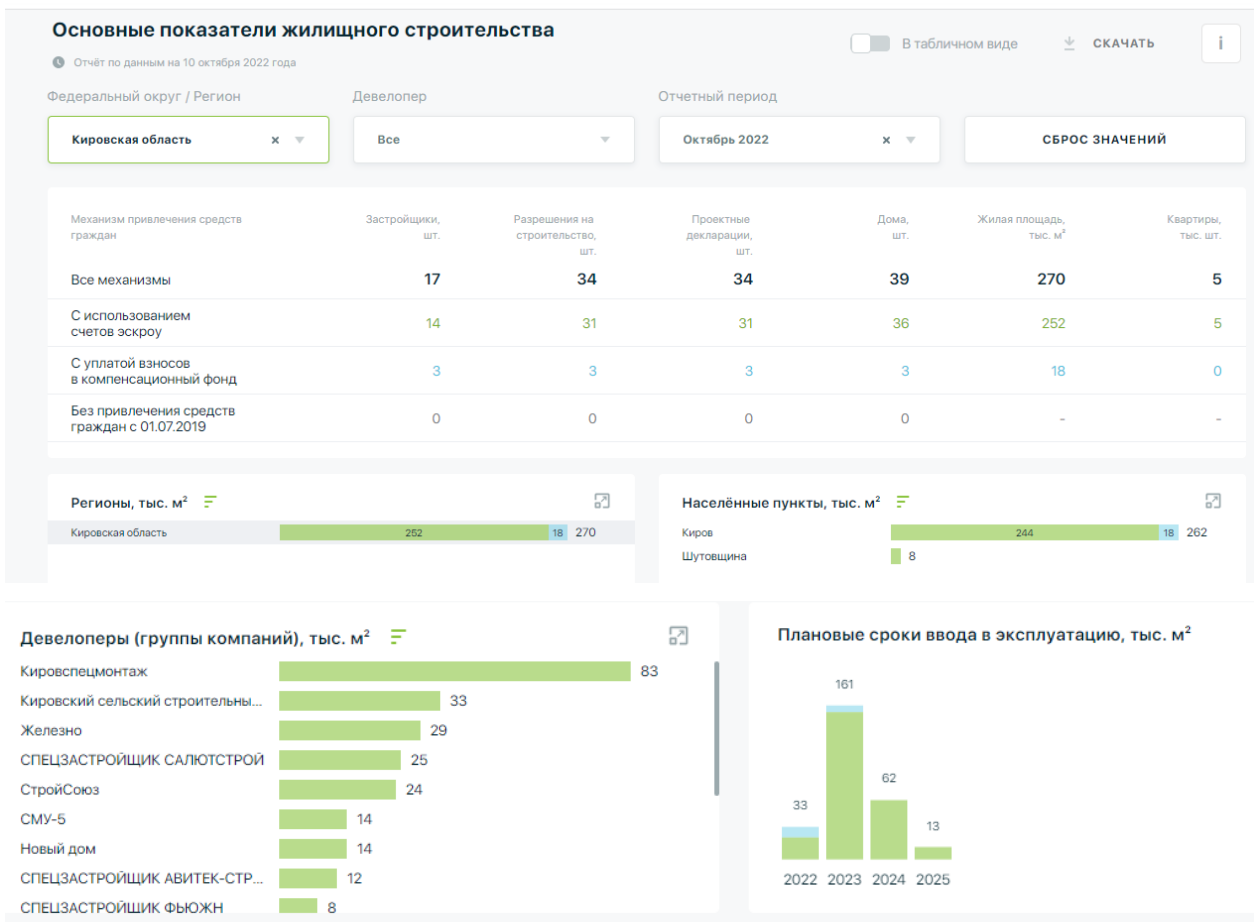 Основные показатели жилищного строительства
В табличном виде
СКАЧАТЬ
i
Отчёт по данным на 10 октября 2022 года
Федеральный округ / Регион
Девелопер
Отчетный период
Кировская область x
Все
Октябрь 2022 x
СБРОС ЗНАЧЕНИЙ
Механизм привлечения средств
граждан
Застройщики,
шт.
Разрешения на
строительство,
шт.
Проектные
декларации,
шт.
Дома,
шт.
Жилая площадь,
тыс. м²
Квартиры,
тыс. шт.
Все механизмы 17 34 34 39 270 5
С использованием
счетов эскроу
14 31 31 36 252 5
С уплатой взносов
в компенсационный фонд
3 3 3 3 18 0
Без привлечения средств
граждан с 01.07.2019
0 0 0 0 - -
Регионы, тыс. м²
Кировская область 252 18 270
Населённые пункты, тыс. м²
Киров 244 18 262
Шутовщина 8
Девелоперы (группы компаний), тыс. м²
Кировспецмонтаж 83
Кировский сельский строительны... 33
Железно 29
СПЕЦЗАСТРОЙЩИК САЛЮТСТРОЙ 25
СтройСоюз 24
СМУ-5 14
Новый дом 14
СПЕЦЗАСТРОЙЩИК АВИТЕК-СТР... 12
СПЕЦЗАСТРОЙЩИК ФЬЮЖН 8
Плановые сроки ввода в эксплуатацию, тыс. м²
161
62
33
13
2022 2023 2024 2025